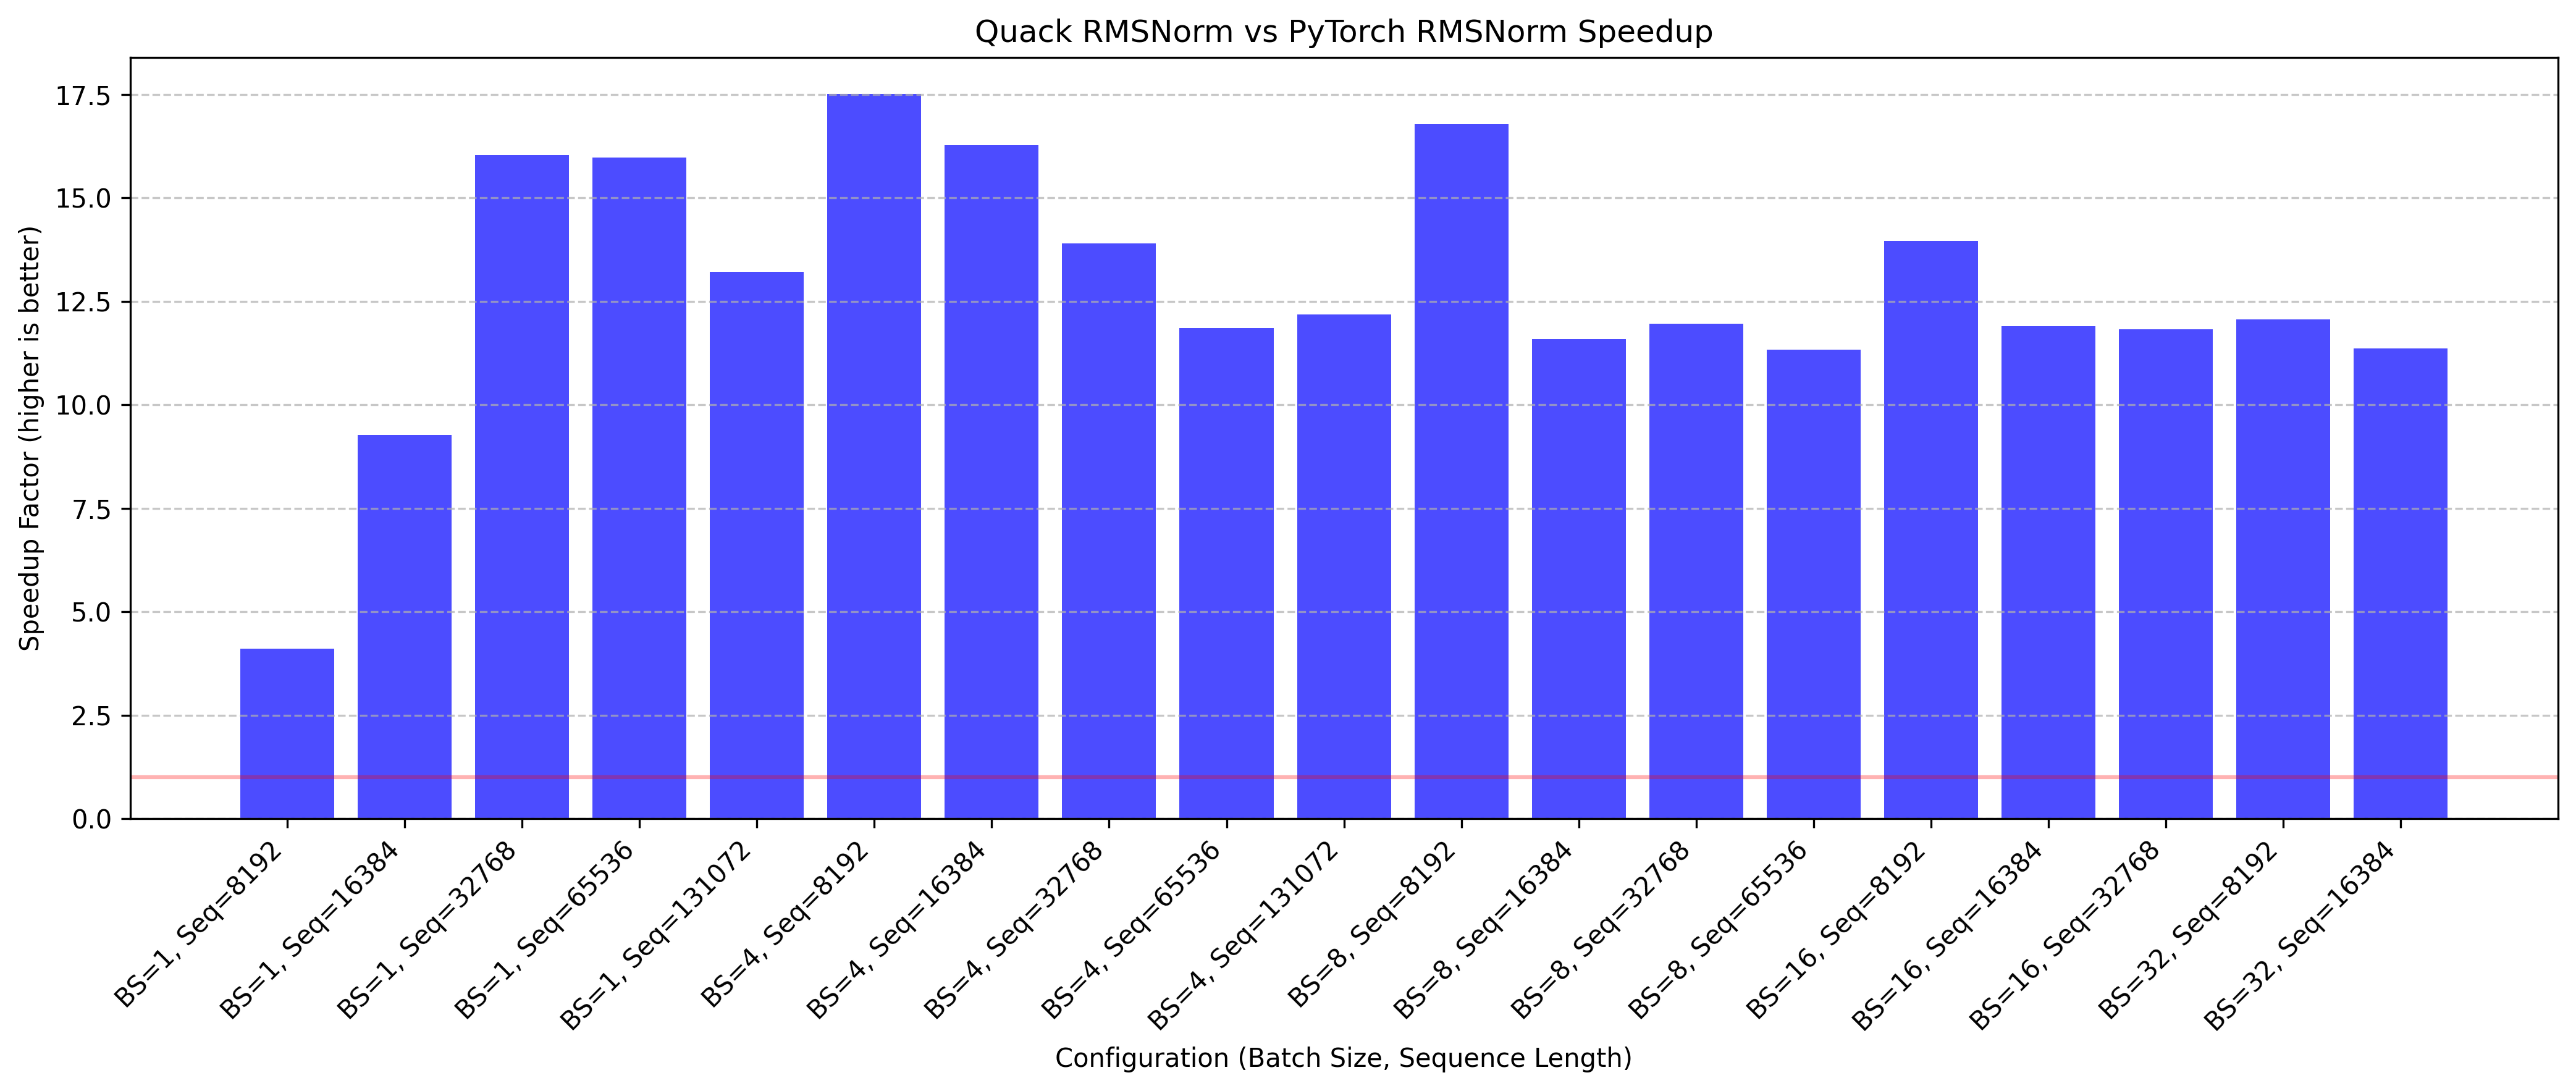 Quack RMSNorm vs PyTorch RMSNorm Speedup
Speedup Factor (higher is better)
17.5
15.0
12.5
10.0
7.5
5.0
2.5
0.0
BS=1, Seq=8192
BS=1, Seq=16384
BS=1, Seq=32768
BS=1, Seq=65536
BS=1, Seq=131072
BS=4, Seq=8192
BS=4, Seq=16384
BS=4, Seq=32768
BS=4, Seq=65536
BS=4, Seq=131072
BS=8, Seq=8192
BS=8, Seq=16384
BS=8, Seq=32768
BS=8, Seq=65536
BS=16, Seq=8192
BS=16, Seq=16384
BS=16, Seq=32768
BS=32, Seq=8192
BS=32, Seq=16384
Configuration (Batch Size, Sequence Length)